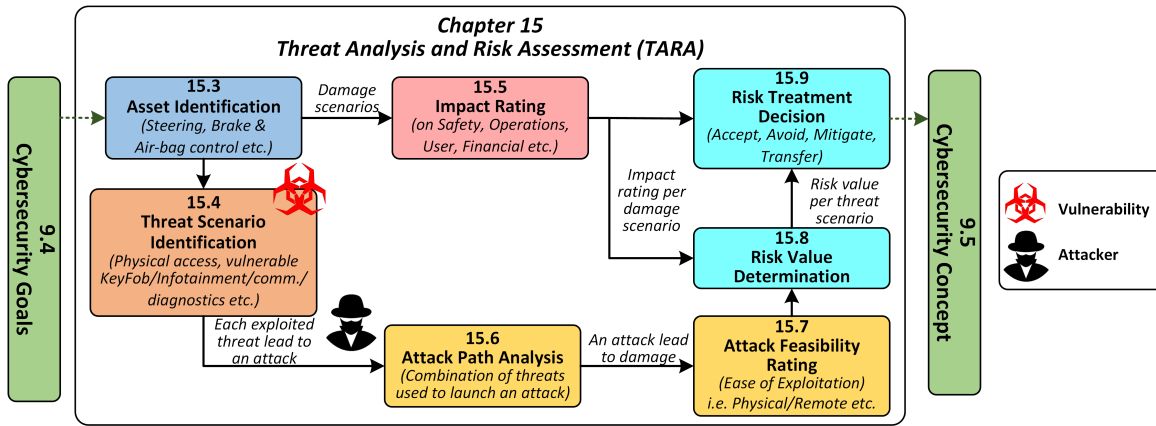 Chapter 15
Threat Analysis and Risk Assessment (TARA)
9.4
Cybersecurity Goals
15.3
Asset Identification
(Steering, Brake &
Air-bag control etc.)
Damage
scenarios
15.5
Impact Rating
(on Safety, Operations,
User, Financial etc.)
15.9
Risk Treatment
Decision
(Accept, Avoid, Mitigate,
Transfer)
15.4
Threat Scenario
Identification
(Physical access, vulnerable
KeyFob/Infotainment/comm./
diagnostics etc.)
Impact
rating per
damage
scenario
Risk value
per threat
scenario
15.8
Risk Value
Determination
Each exploited
threat lead to
an attack
15.6
Attack Path Analysis
(Combination of threats
used to launch an attack)
An attack lead
to damage
15.7
Attack Feasibility
Rating
(Ease of Exploitation)
i.e. Physical/Remote etc.
9.5
Cybersecurity Concept
Vulnerability
Attacker